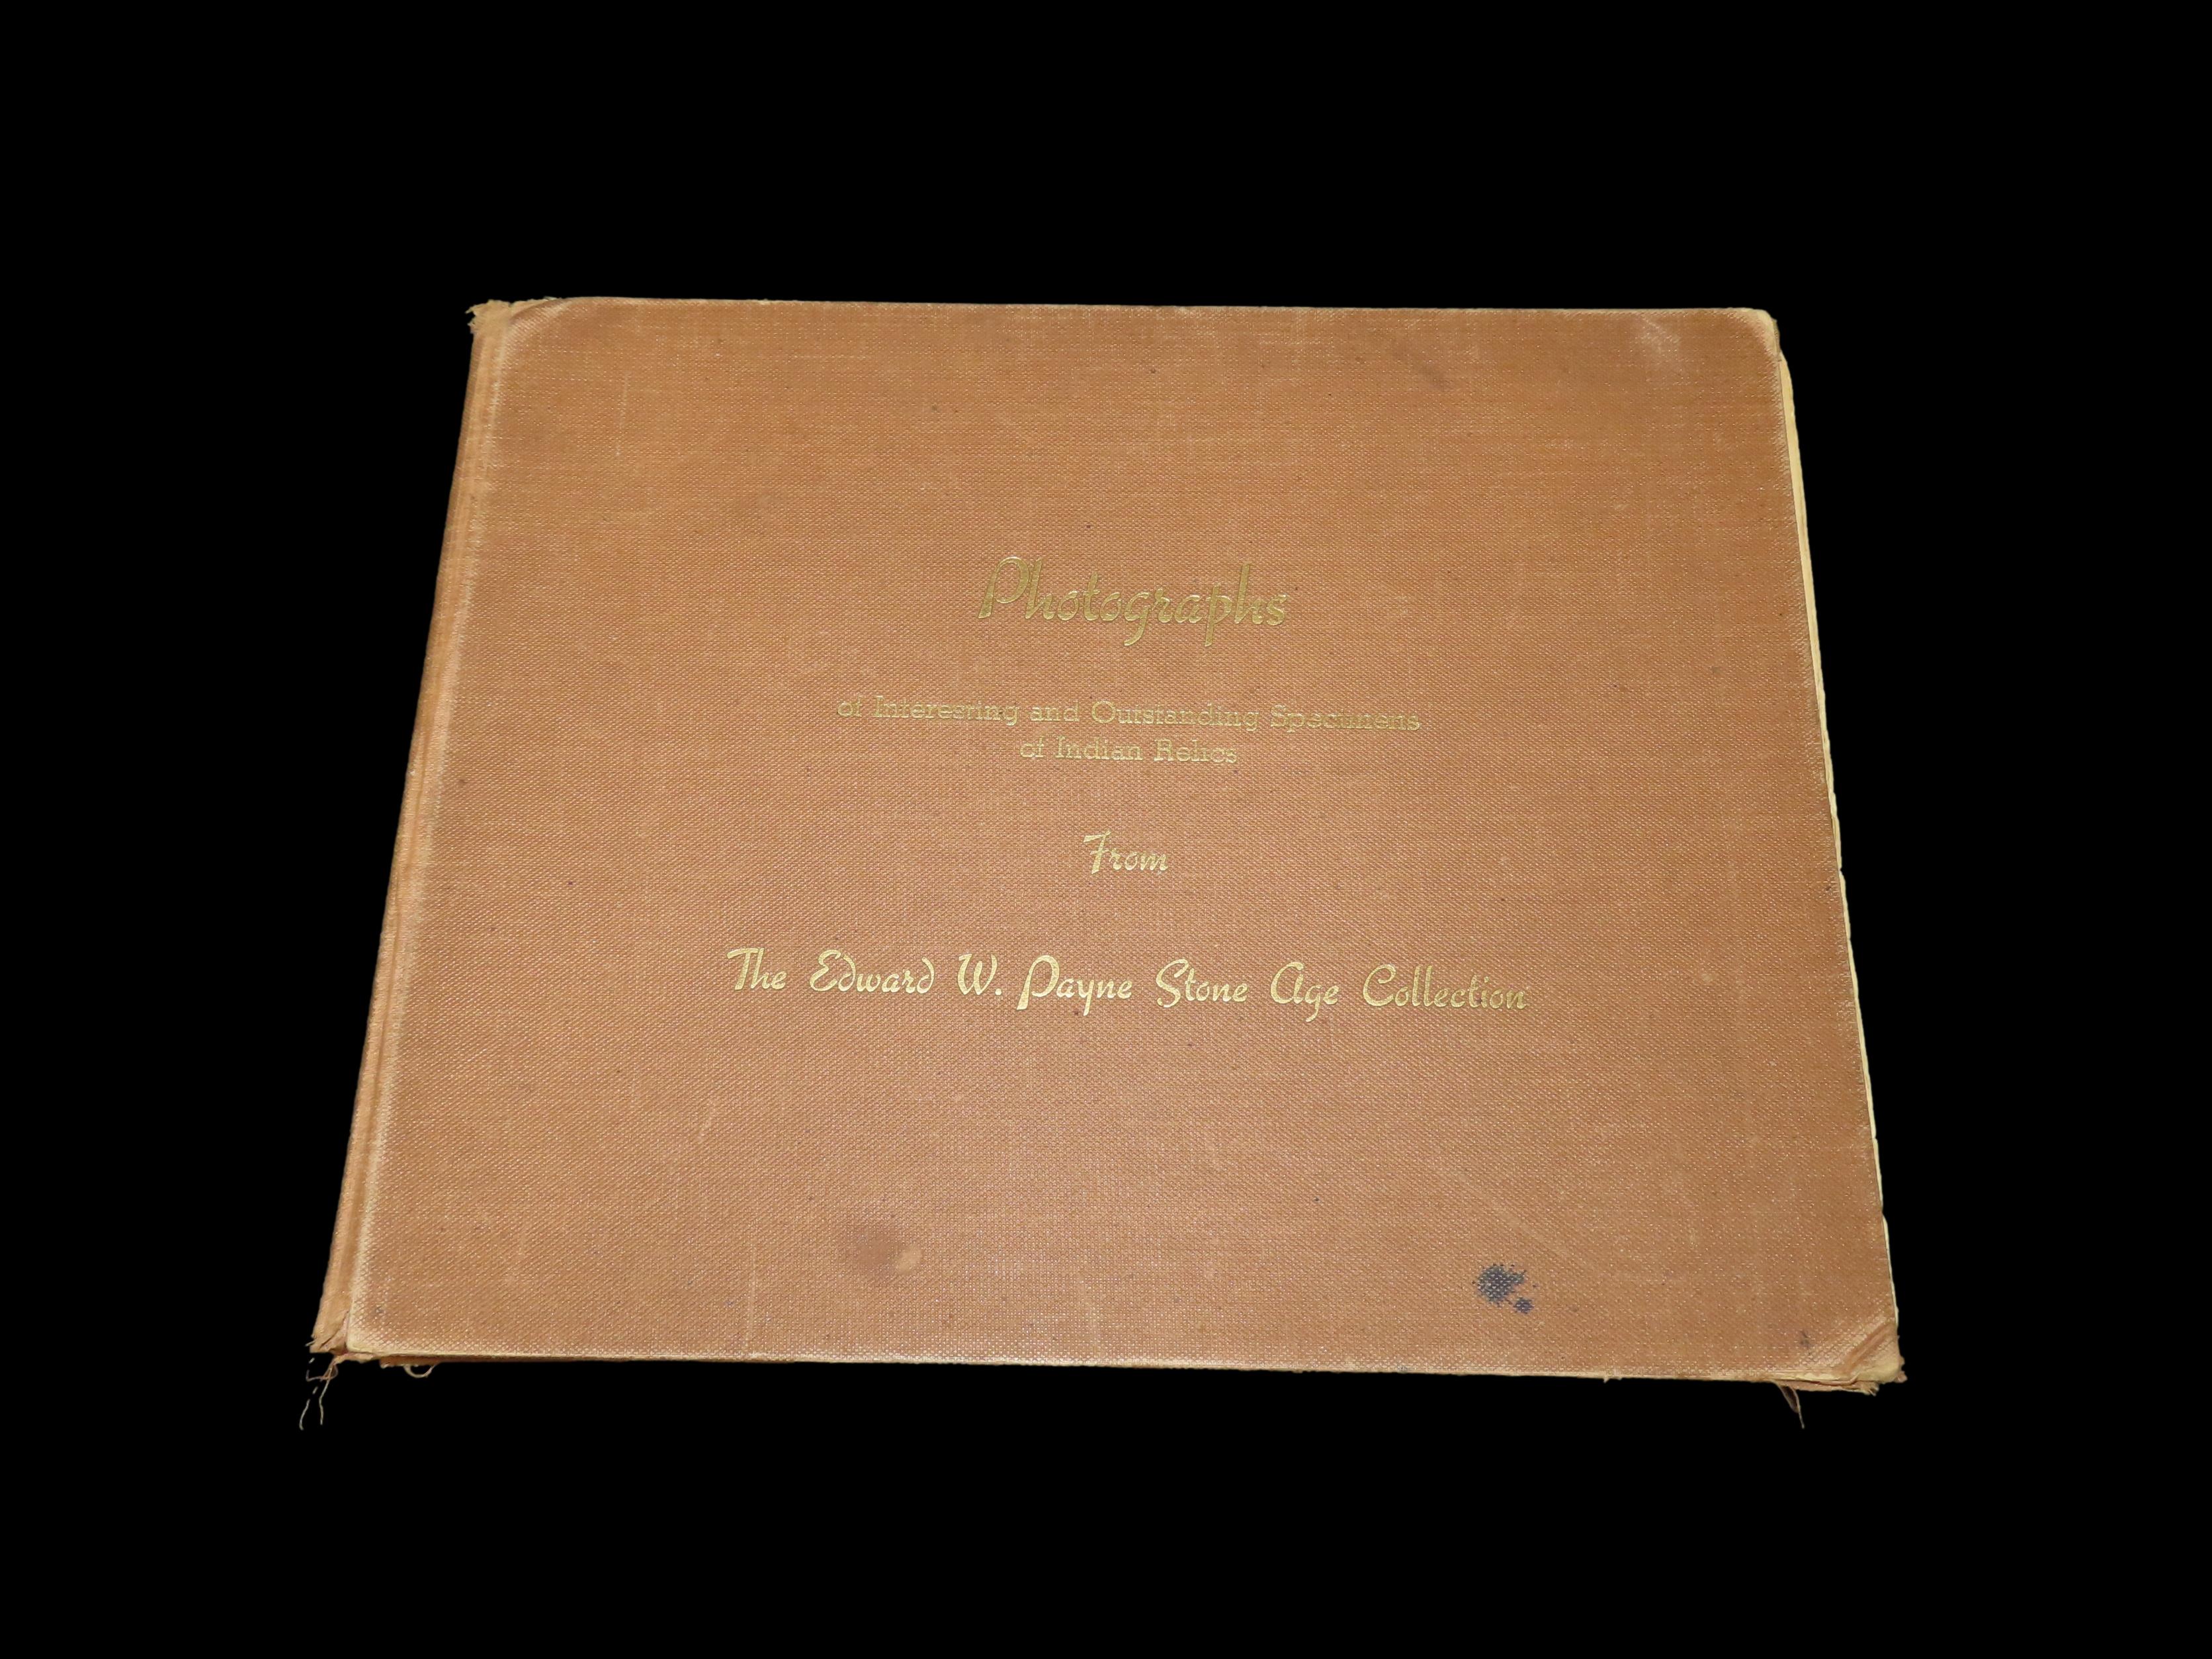 Photographs
of Interesting and Outstanding Specimens
of Indian Relics
From
The Edward W. Payne Stone Age Collection